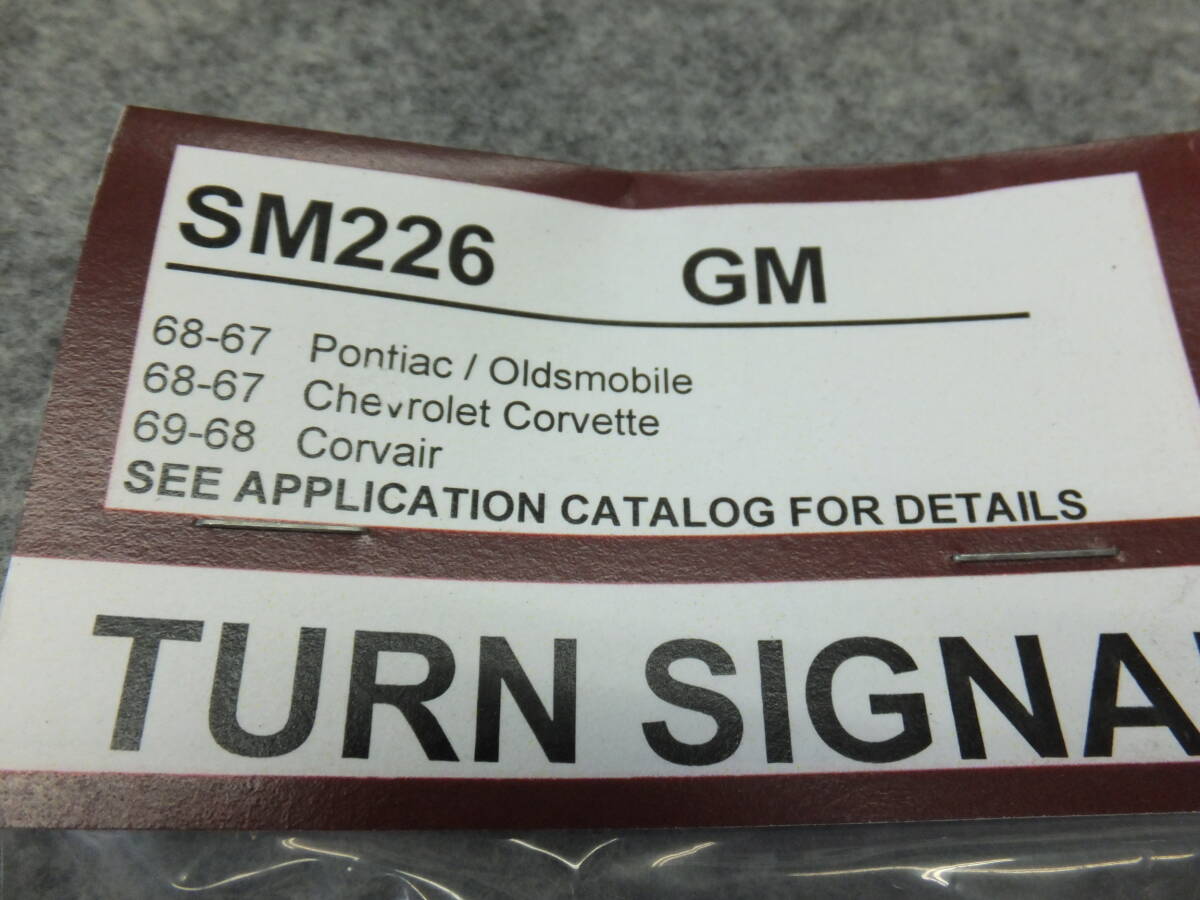 SM226 GM
68-67 Pontiac / Oldsmobile
68-67 Chevrolet Corvette
69-68 Corvair
SEE APPLICATION CATALOG FOR DETAILS
TURN SIGNA